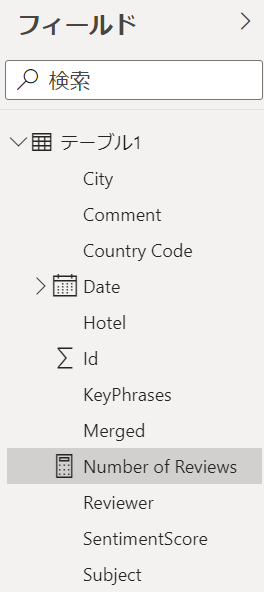 フィールド
検索
テーブル1
City
Comment
Country Code
Date
Hotel
Id
KeyPhrases
Merged
Number of Reviews
Reviewer
SentimentScore
Subject